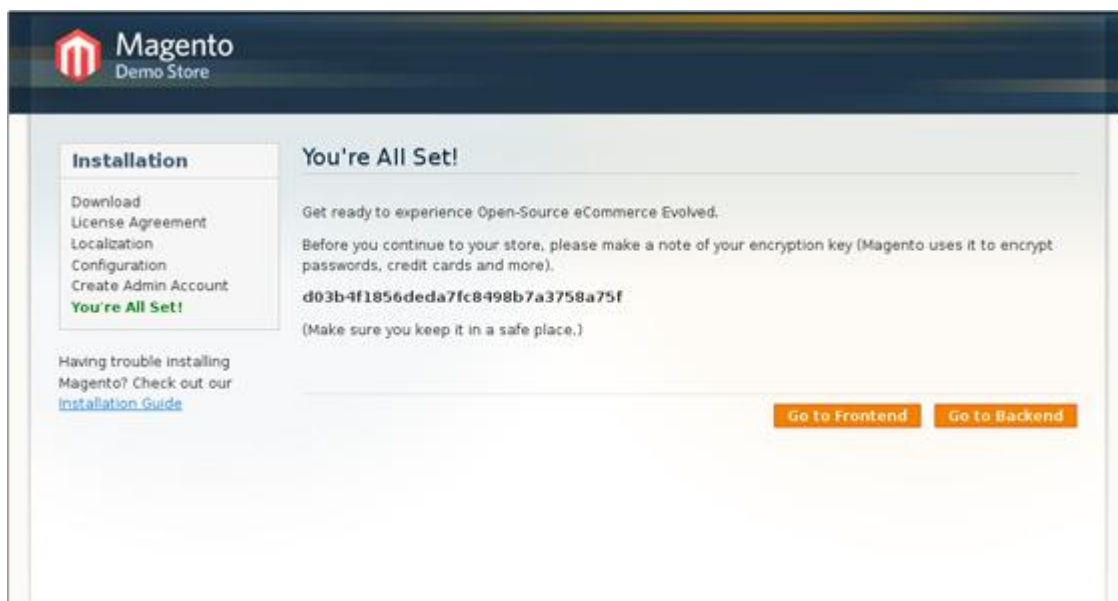 Magento
Demo Store
Installation
Download
License Agreement
Localization
Configuration
Create Admin Account
You're All Set!
Having trouble installing
Magento? Check out our
Installation Guide
You're All Set!
Get ready to experience Open-Source eCommerce Evolved.
Before you continue to your store, please make a note of your encryption key (Magento uses it to encrypt
passwords, credit cards and more).
d03b4f1856deda7fc8498b7a3758a75f
(Make sure you keep it in a safe place.)
Go to Frontend
Go to Backend